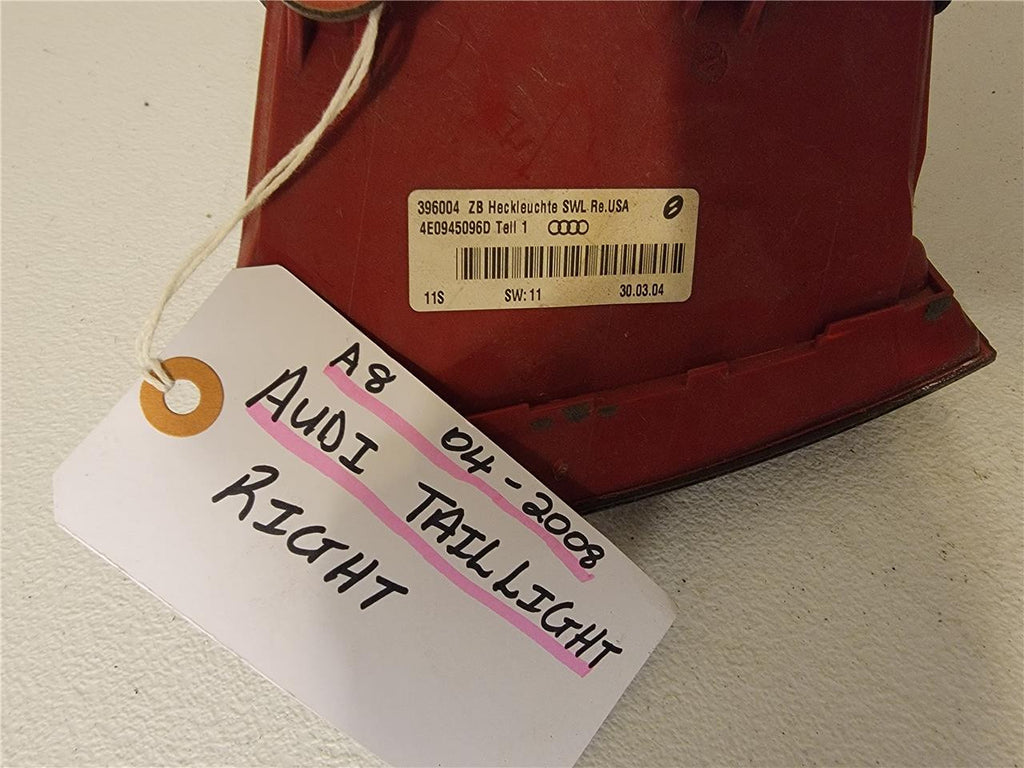 396004 ZB Heckleuchte SWL Re.USA
4E0945096D Teil 1
11S SW: 11 30.03.04
A8 04-2008
AUDI TAILLIGHT
RIGHT